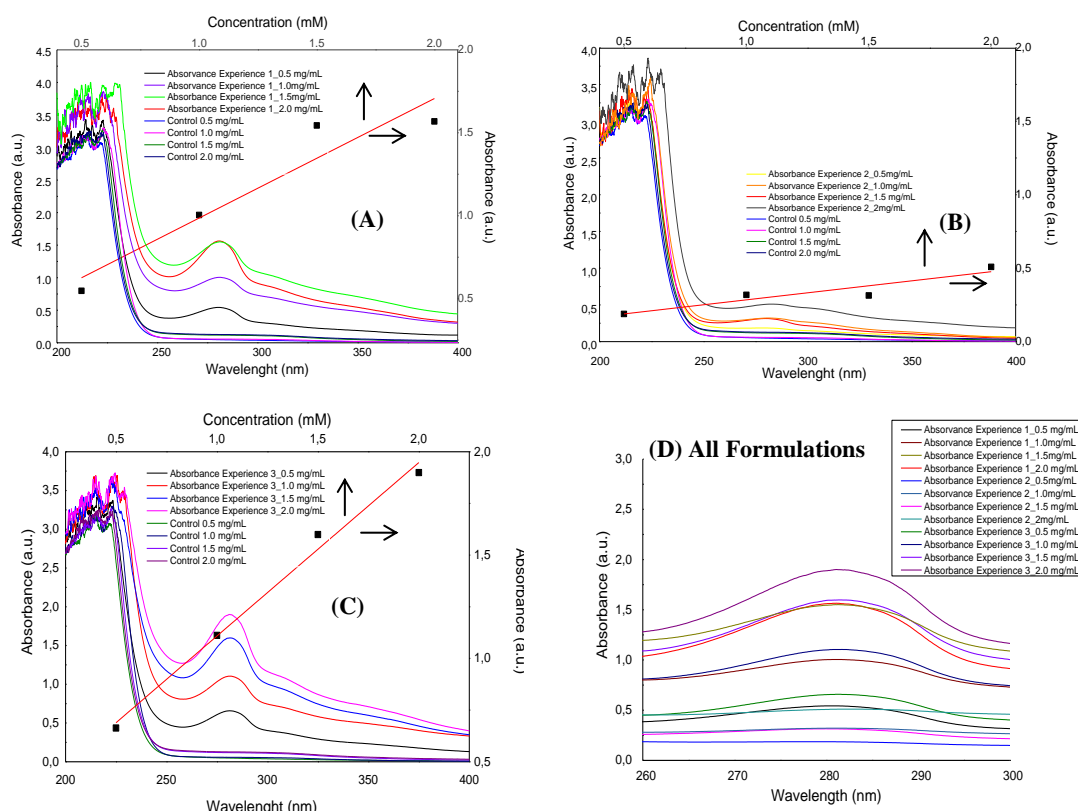 Concentration (mM)
0.5 1.0 1.5 2.0
4.5
4.0
3.5
3.0
2.5
2.0
1.5
1.0
0.5
0.0
Absorbance (a.u.)
Absorvance Experience 1_0.5 mg/mL
Absorvance Experience 1_1.0mg/mL
Absorvance Experience 1_1.5mg/mL
Absorvance Experience 1_2.0 mg/mL
Control 0.5 mg/mL
Control 1.0 mg/mL
Control 1.5 mg/mL
Control 2.0 mg/mL
(A)
2.0
1.5
1.0
0.5
Absorbance (a.u.)
200 250 300 350 400
Wavelenght (nm)
Concentration (mM)
0,5 1,0 1,5 2,0
4,0
3,5
3,0
2,5
2,0
1,5
1,0
0,5
0,0
Absorbance (a.u.)
Absorvance Experience 2_0.5mg/mL
Absorvance Experience 2_1.0mg/mL
Absorvance Experience 2_1.5 mg/mL
Absorvance Experience 2_2mg/mL
Control 0.5 mg/mL
Control 1.0 mg/mL
Control 1.5 mg/mL
Control 2.0 mg/mL
(B)
2,0
1,5
1,0
0,5
0,0
Absorbance (a.u.)
200 250 300 350 400
Wavelenght (nm)
Concentration (mM)
0,5 1,0 1,5 2,0
4,0
3,5
3,0
2,5
2,0
1,5
1,0
0,5
0,0
Absorbance (a.u.)
Absorbance Experience 3_0.5 mg/mL
Absorbance Experience 3_1.0 mg/mL
Absorbance Experience 3_1.5 mg/mL
Absorbance Experience 3_2.0 mg/mL
Control 0.5 mg/mL
Control 1.0 mg/mL
Control 1.5 mg/mL
Control 2.0 mg/mL
(C)
2,0
1,6
1,0
0,5
Absorbance (a.u.)
200 250 300 350 400
Wavelenght (nm)
(D) All Formulations
Absorvance Experience 1_0.5 mg/mL
Absorbance Experience 1_1.0mg/mL
Absorbance Experience 1_1.5mg/mL
Absorbance Experience 1_2.0 mg/mL
Absorbance Experience 2_0.5mg/mL
Absorbance Experience 2_1.0mg/mL
Absorbance Experience 2_1.5 mg/mL
Absorbance Experience 2_2mg/mL
Absorbance Experience 3_0.5 mg/mL
Absorbance Experience 3_1.0 mg/mL
Absorbance Experience 3_1.5 mg/mL
Absorbance Experience 3_2.0 mg/mL
3,0
2,5
2,0
1,5
1,0
0,5
0,0
Absorbance (a.u.)
260 270 280 290 300
Wavelength (nm)